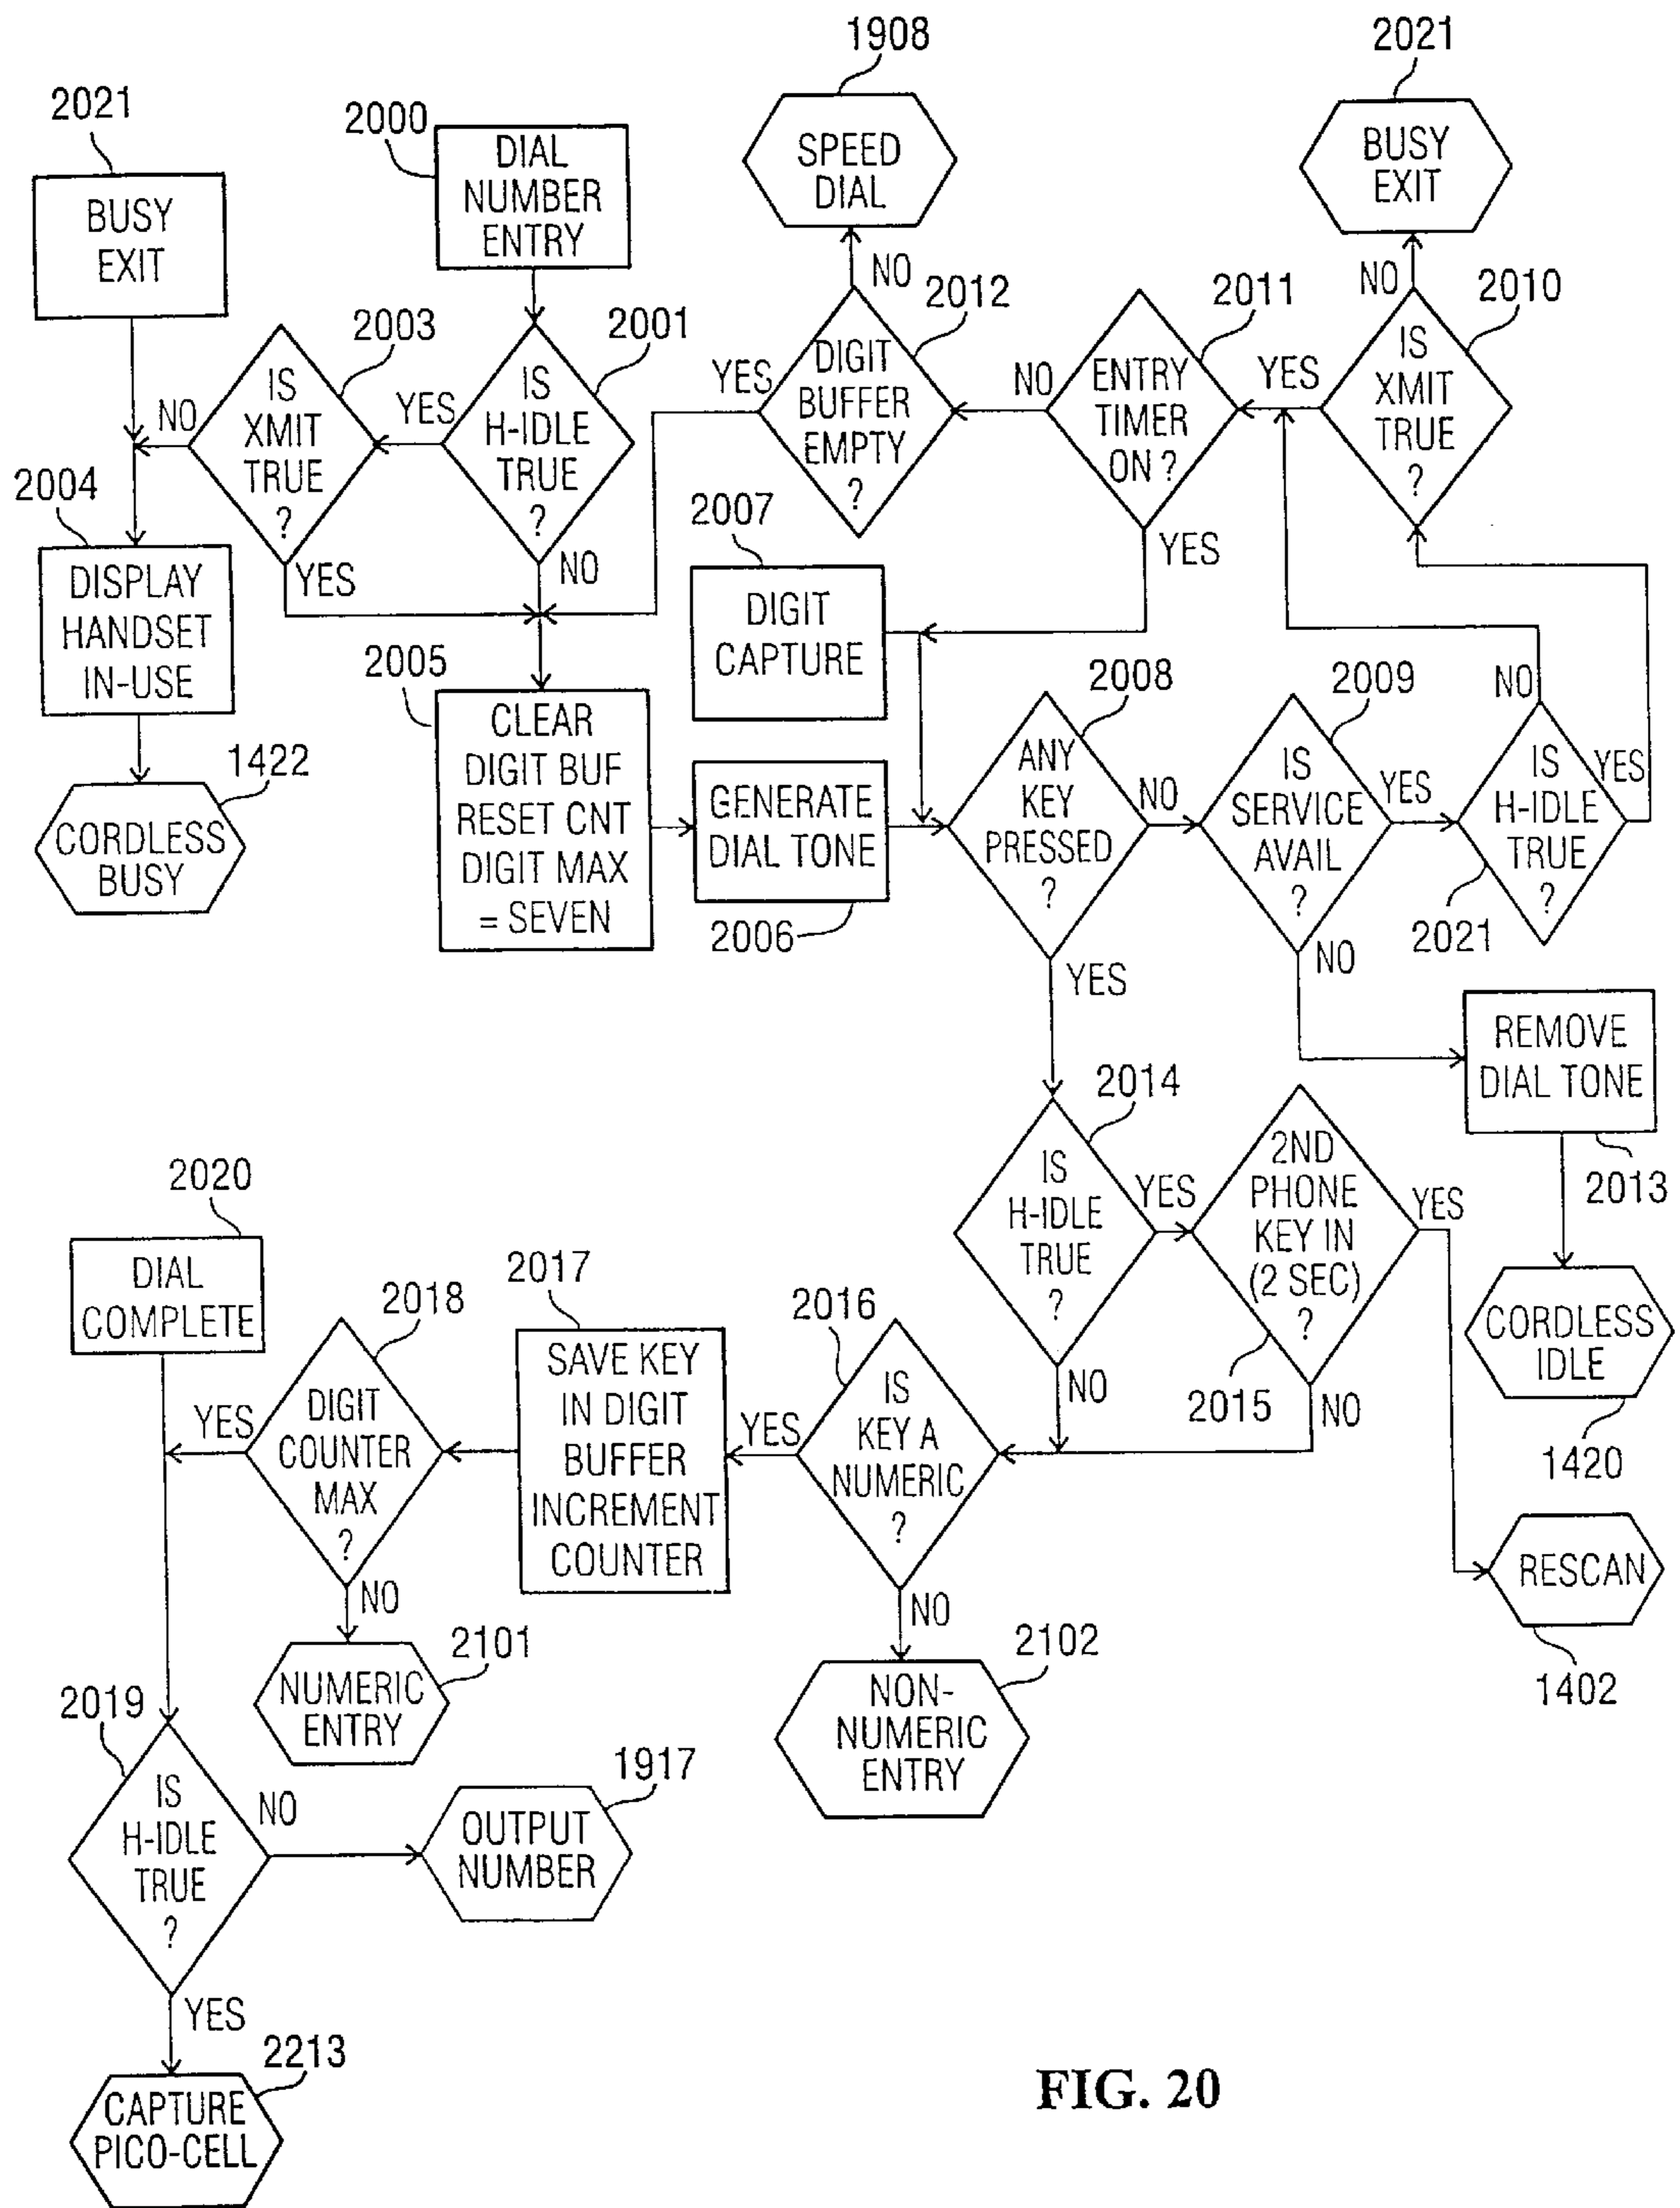 1908
2021
2021
2000
DIAL
NUMBER
ENTRY
SPEED
DIAL
BUSY
EXIT
BUSY
EXIT
NO
NO
2003
2001
2012
2011
2010
IS
XMIT
TRUE
?
IS
H-IDLE
TRUE
?
DIGIT
BUFFER
EMPTY
?
ENTRY
TIMER
ON ?
IS
XMIT
TRUE
?
NO
YES
YES
NO
YES
2004
YES
NO
2007
YES
DISPLAY
HANDSET
IN-USE
DIGIT
CAPTURE
2005
2008
2009
NO
CLEAR
DIGIT BUF
RESET CNT
DIGIT MAX
= SEVEN
1422
CORDLESS
BUSY
GENERATE
DIAL TONE
2006
ANY
KEY
PRESSED
?
NO
IS
SERVICE
AVAIL
?
YES
IS
H-IDLE
TRUE
?
YES
2021
YES
NO
REMOVE
DIAL TONE
2013
2014
IS
H-IDLE
TRUE
?
YES
2ND
PHONE
KEY IN
(2 SEC)
?
YES
2015
NO
NO
CORDLESS
IDLE
1420
2020
DIAL
COMPLETE
2018
2017
2016
YES
DIGIT
COUNTER
MAX
?
SAVE KEY
IN DIGIT
BUFFER
INCREMENT
COUNTER
YES
IS
KEY A
NUMERIC
?
RESCAN
1402
NO
NO
2101
NUMERIC
ENTRY
2102
NON-
NUMERIC
ENTRY
2019
IS
H-IDLE
TRUE
?
NO
1917
OUTPUT
NUMBER
YES
2213
CAPTURE
PICO-CELL
FIG. 20